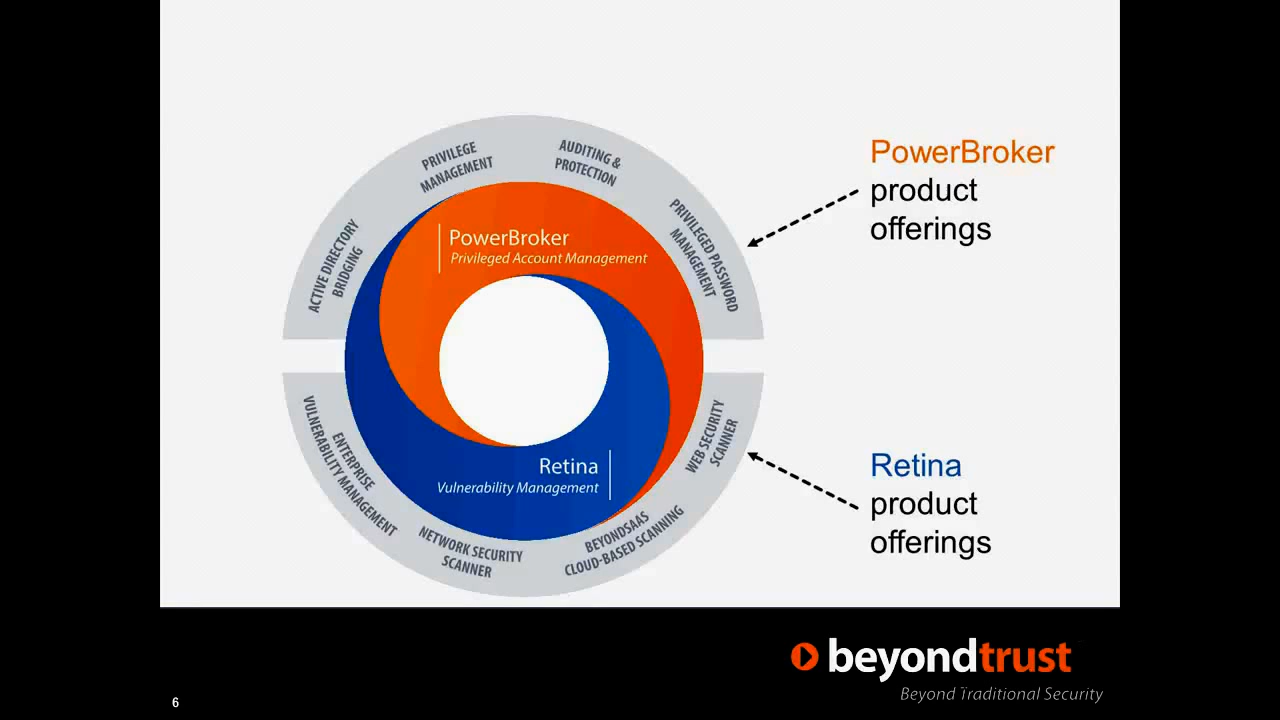 PRIVILEGE
MANAGEMENT
AUDITING &
PROTECTION
PRIVILEGED PASSWORD
MANAGEMENT
ACTIVE DIRECTORY
BRIDGING
PowerBroker
Privileged Account Management
PowerBroker
product
offerings
Retina
Vulnerability Management
ENTERPRISE
VULNERABILITY MANAGEMENT
NETWORK SECURITY
SCANNER
BEYONDSAAS
CLOUD-BASED SCANNING
WEB SECURITY
SCANNER
Retina
product
offerings
beyondtrust
Beyond Traditional Security
6